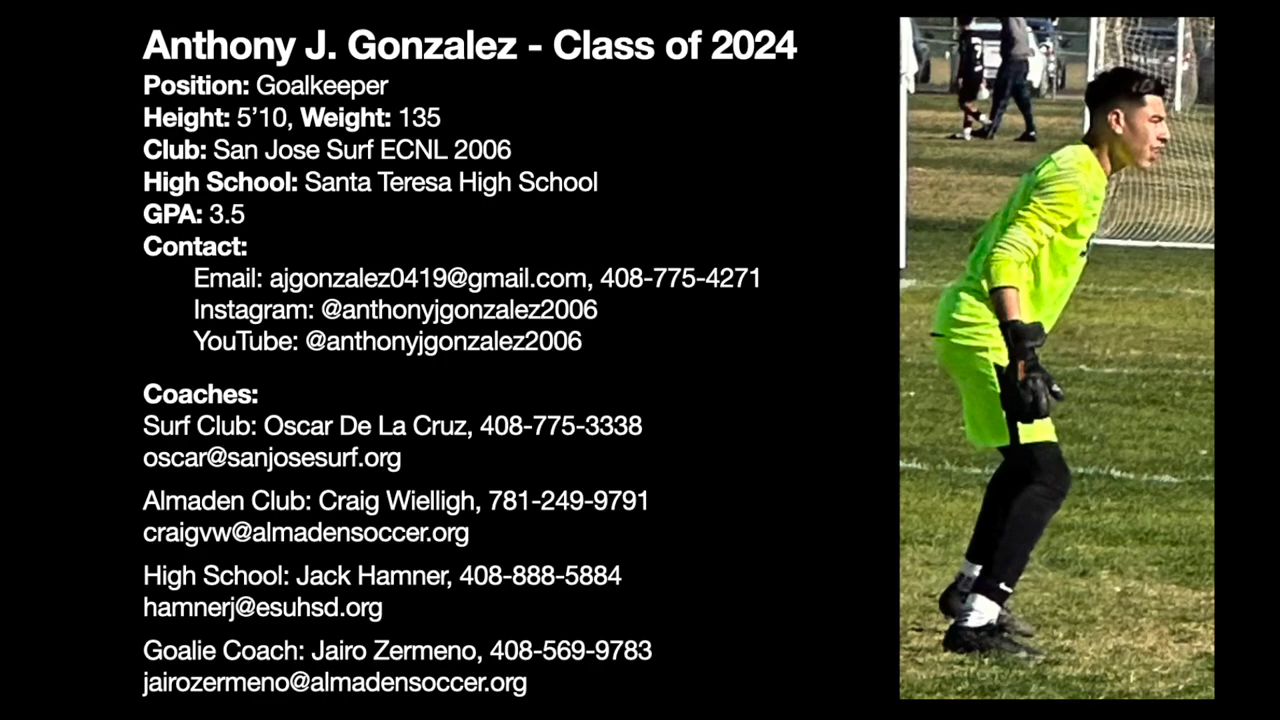 Anthony J. Gonzalez - Class of 2024
Position: Goalkeeper
Height: 5’10, Weight: 135
Club: San Jose Surf ECNL 2006
High School: Santa Teresa High School
GPA: 3.5
Contact:
Email: ajgonzalez0419@gmail.com, 408-775-4271
Instagram: @anthonyjgonzalez2006
YouTube: @anthonyjgonzalez2006
Coaches:
Surf Club: Oscar De La Cruz, 408-775-3338
oscar@sanjosesurf.org
Almaden Club: Craig Wielligh, 781-249-9791
craigvw@almadensoccer.org
High School: Jack Hamner, 408-888-5884
hamnerj@esuhsd.org
Goalie Coach: Jairo Zermeno, 408-569-9783
jairozermeno@almadensoccer.org